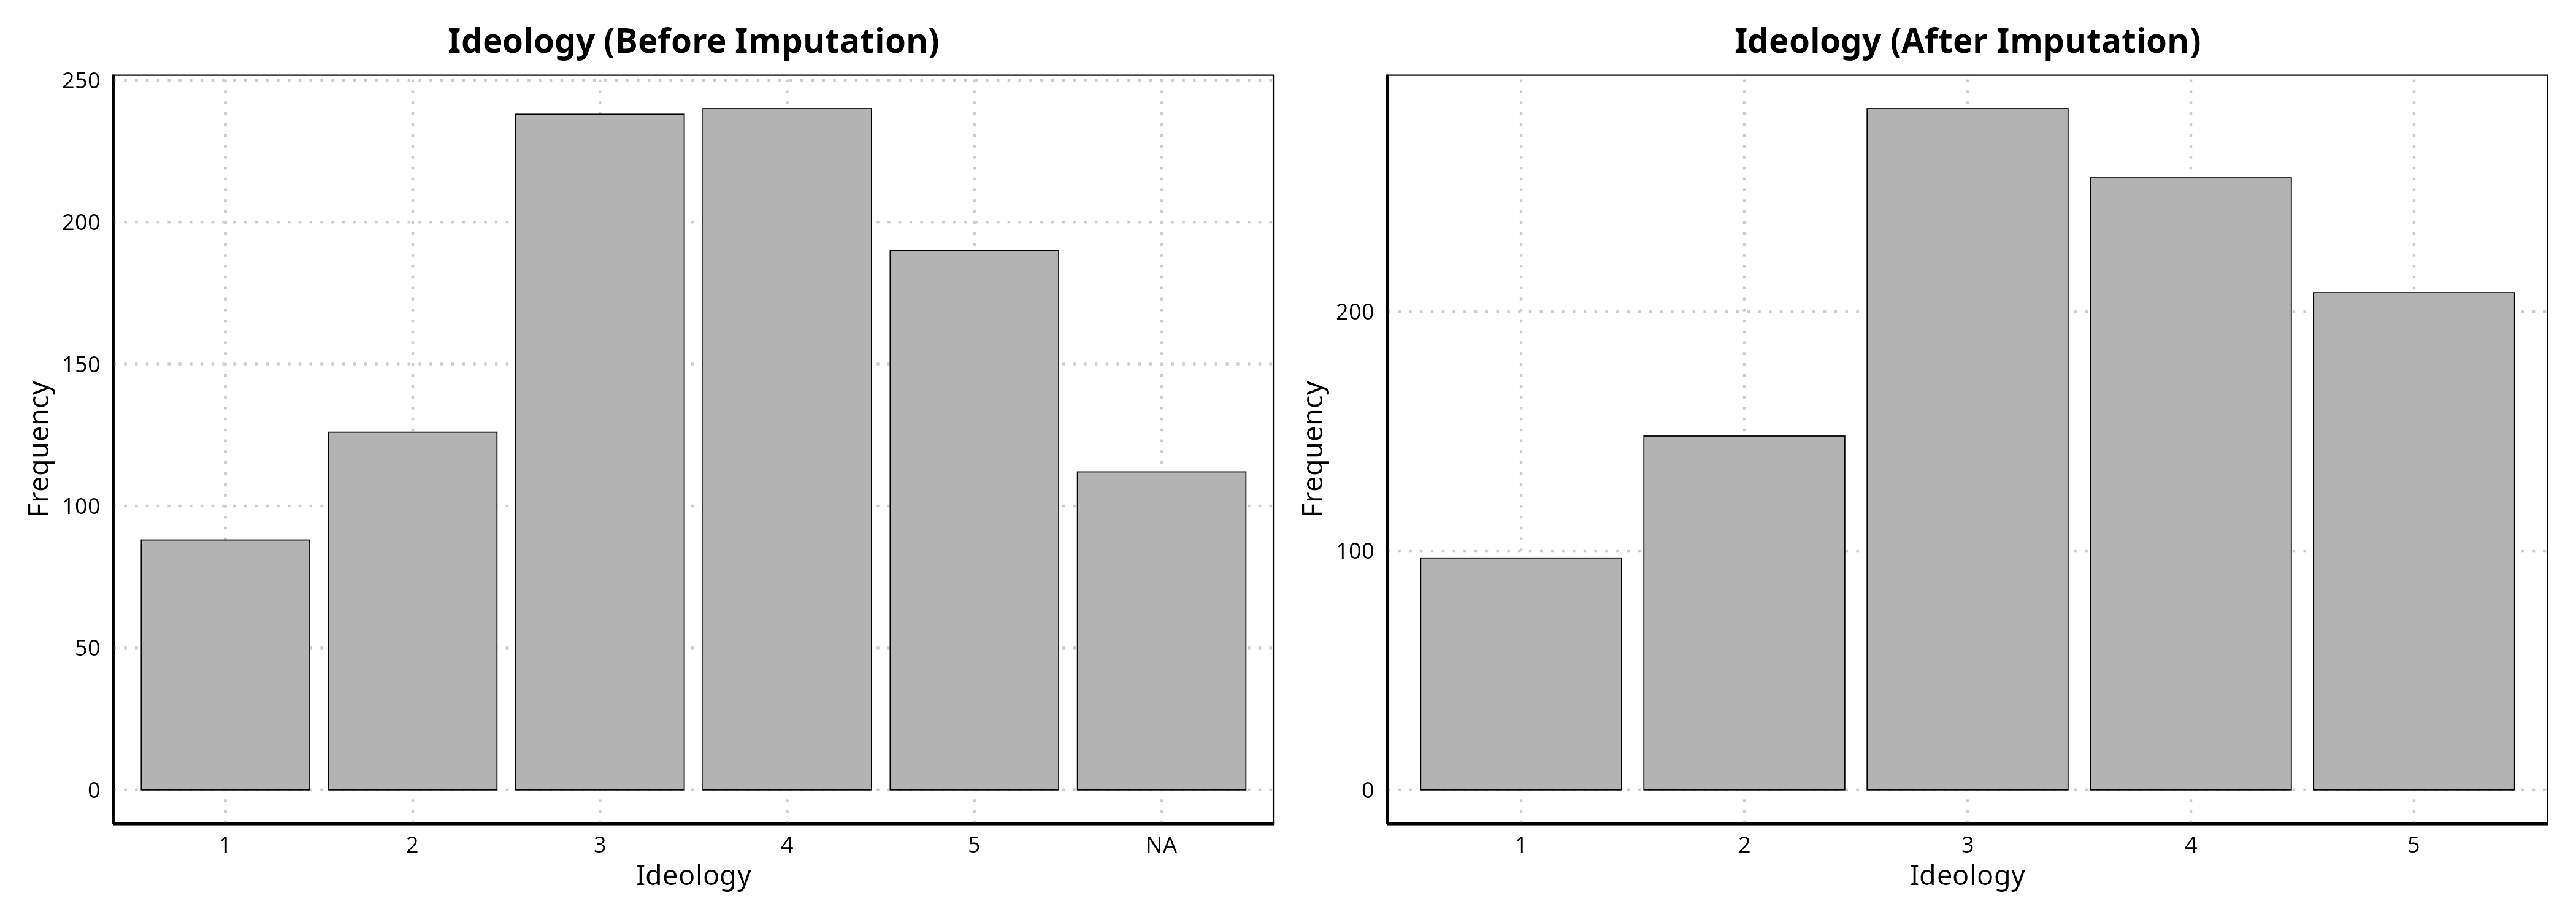 Ideology (Before Imputation)
250
200
150
100
50
0
Frequency
1 2 3 4 5 NA
Ideology
Ideology (After Imputation)
200
100
0
Frequency
1 2 3 4 5
Ideology